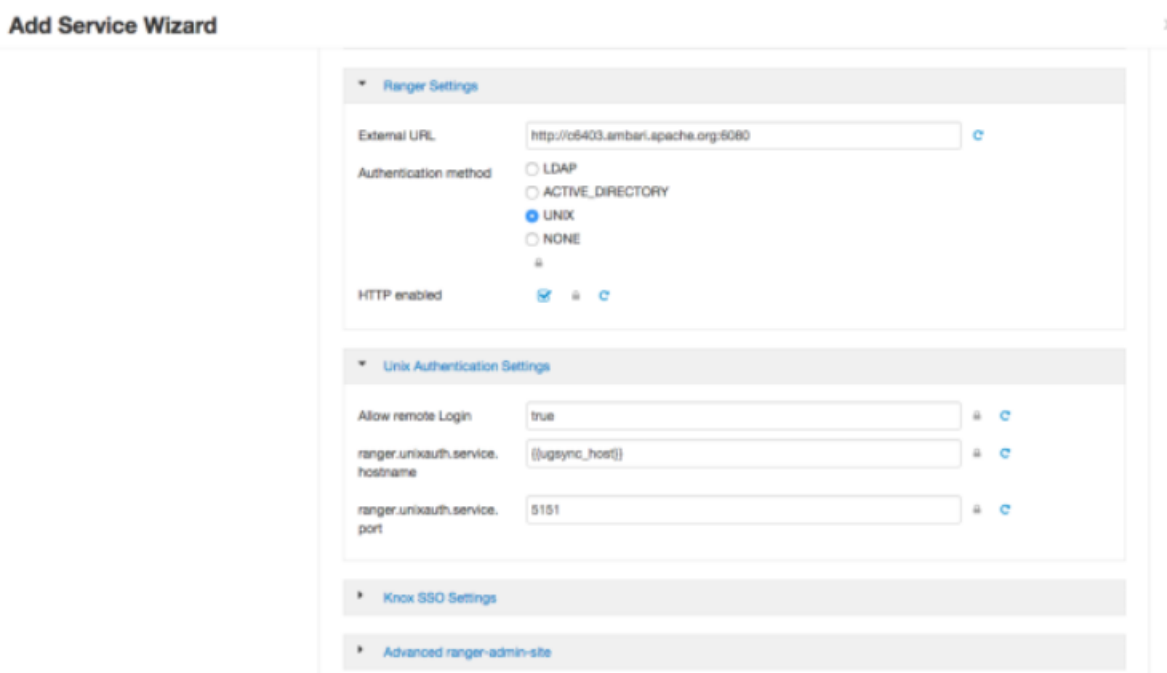 Add Service Wizard
Ranger Settings
External URL
http://c6403.ambari.apache.org:6080
Authentication method
LDAP
ACTIVE_DIRECTORY
UNIX
NONE
HTTP enabled
Unix Authentication Settings
Allow remote Login
true
ranger.unixauth.service.
hostname
{{ugsync_host}}
ranger.unixauth.service.
port
5151
Knox SSO Settings
Advanced ranger-admin-site